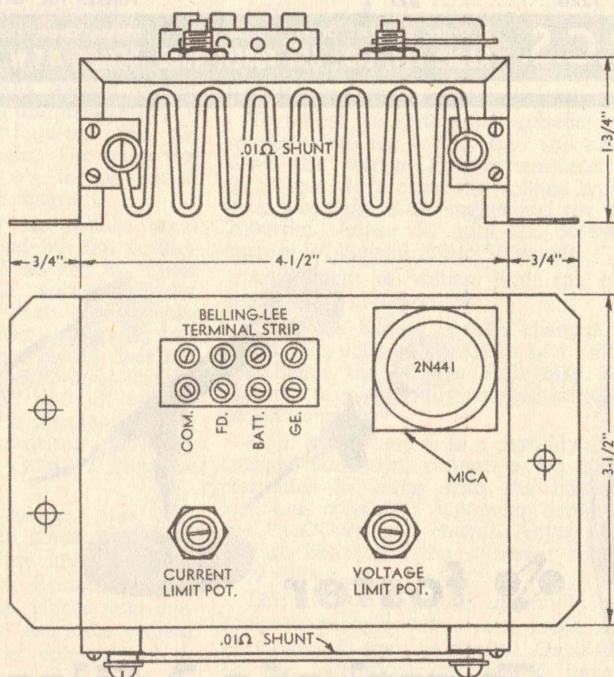 .01Ω SHUNT
1-3/4"
3/4"
4-1/2"
3/4"
BELLING-LEE
TERMINAL STRIP
2N441
COM.
FD.
BATT.
GE.
MICA
3-1/2"
CURRENT
LIMIT POT.
VOLTAGE
LIMIT POT.
.01Ω SHUNT